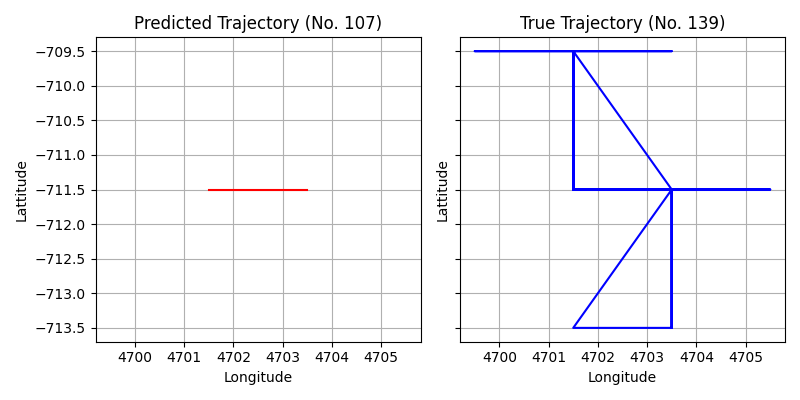 Predicted Trajectory (No. 107)
True Trajectory (No. 139)
−709.5
−710.0
−710.5
−711.0
−711.5
−712.0
−712.5
−713.0
−713.5
Lattitude
Lattitude
4700 4701 4702 4703 4704 4705
4700 4701 4702 4703 4704 4705
Longitude
Longitude